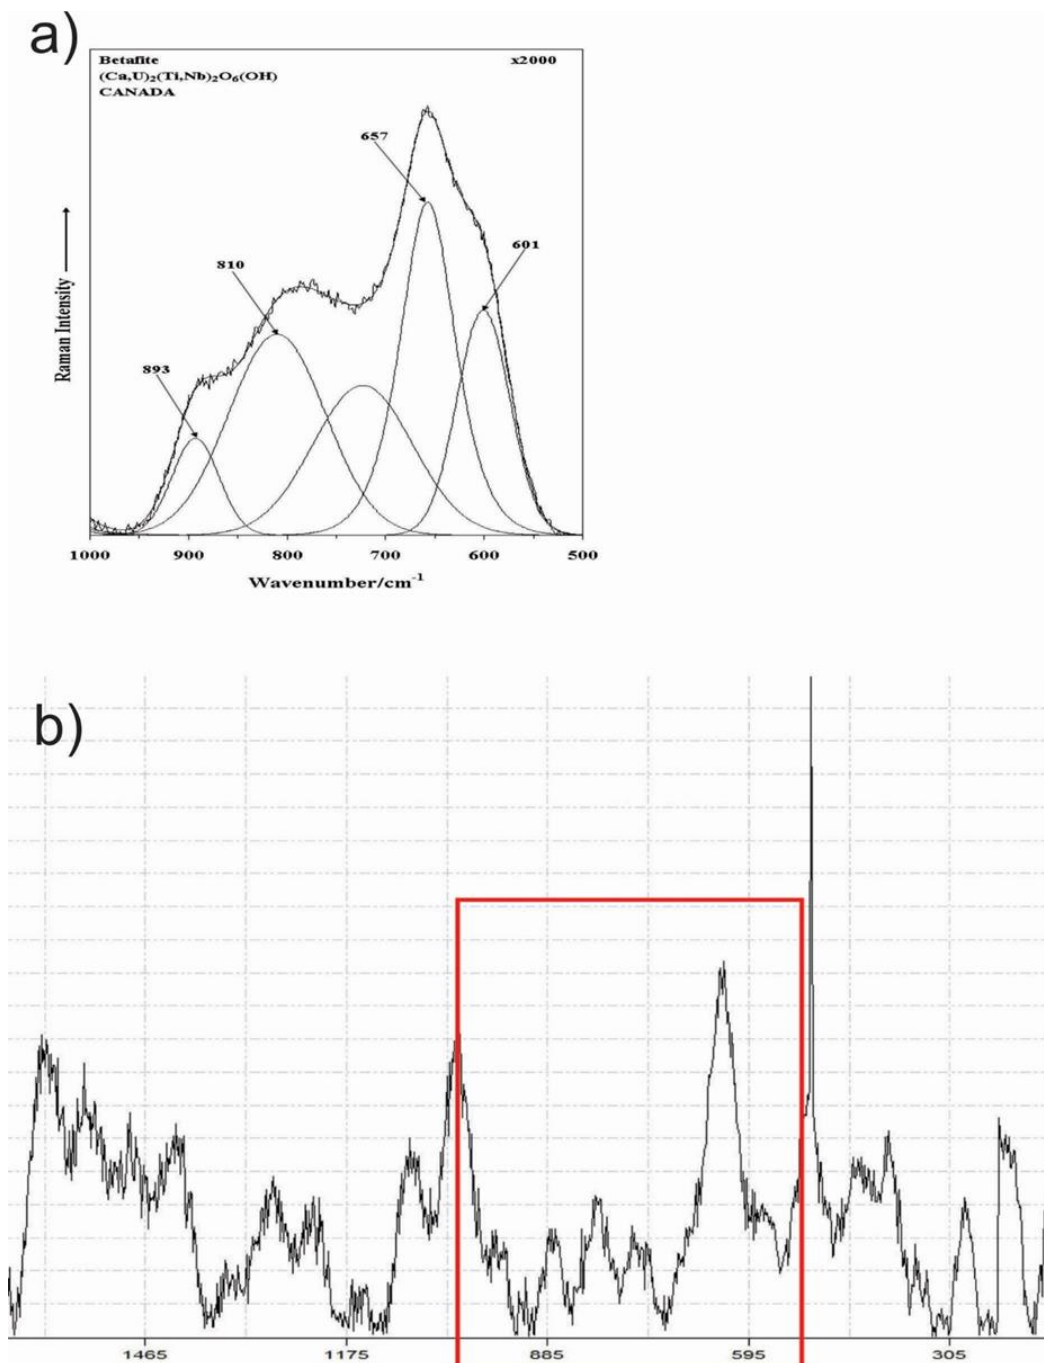 a)
Betafite x2000
(Ca,U)₂(Ti,Nb)₂O₆(OH)
CANADA
657
601
810
893
Raman Intensity
1000 900 800 700 600 500
Wavenumber/cm⁻¹
b)
1465 1175 885 595 305